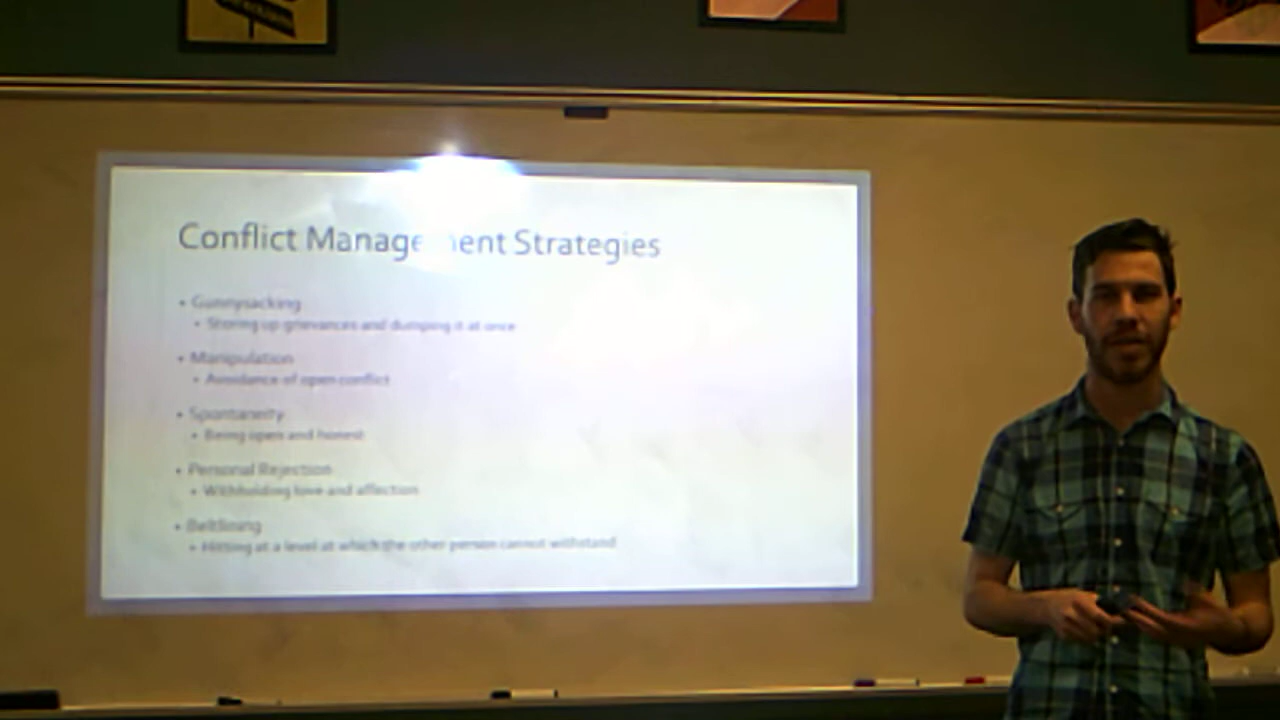 Conflict Manage ent Strategies
• Gunnysacking
• Storing up grievances and dumping it at once
• Manipulation
• Avoidance of open conflict
• Spontaneity
• Being open and honest
• Personal Rejection
• Withholding love and affection
• Beltlining
• Hitting at a level at which the other person cannot withstand